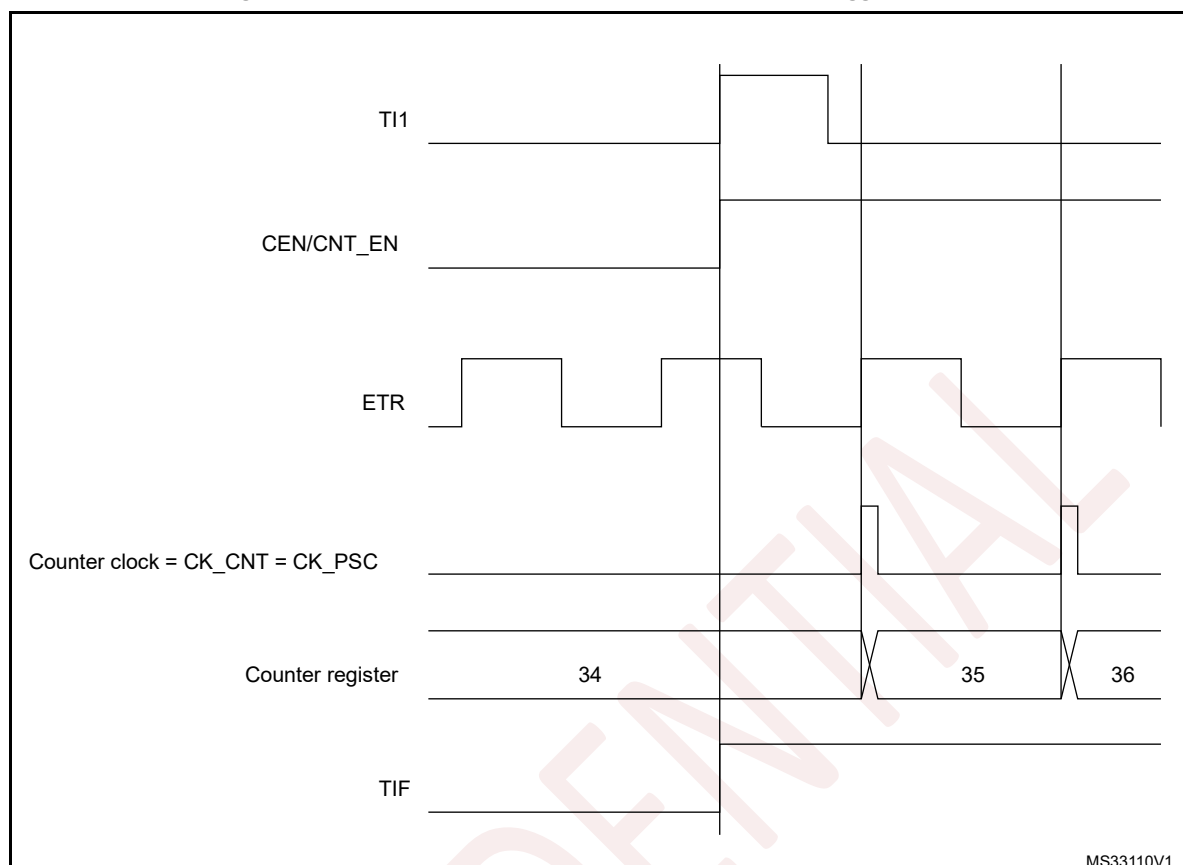 TI1
CEN/CNT_EN
ETR
Counter clock = CK_CNT = CK_PSC
Counter register
34
35
36
TIF
MS33110V1